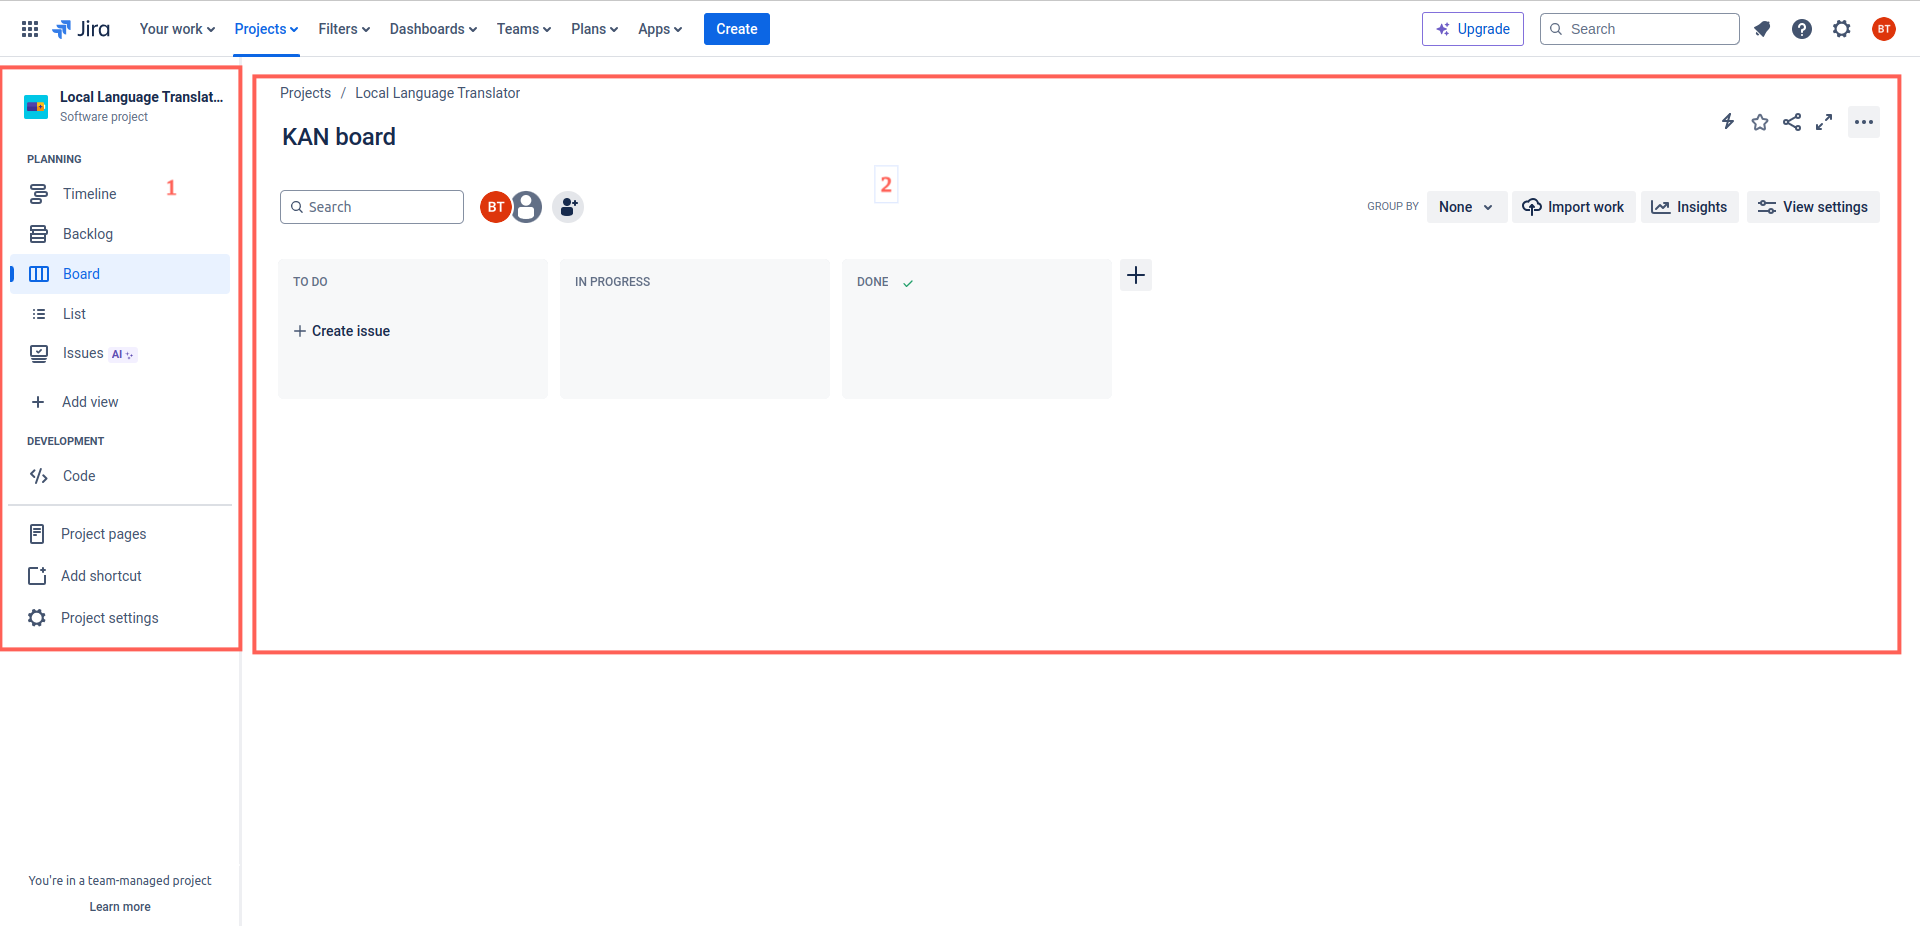 Jira Your work Projects Filters Dashboards Teams Plans Apps Create Upgrade Search BT
Local Language Translat...
Software project
PLANNING
Timeline 1
Backlog
Board
List
Issues AI
Add view
DEVELOPMENT
Code
Project pages
Add shortcut
Project settings
You're in a team-managed project
Learn more
Projects / Local Language Translator
KAN board
2
Search BT GROUP BY None Import work Insights View settings
TO DO IN PROGRESS DONE
Create issue